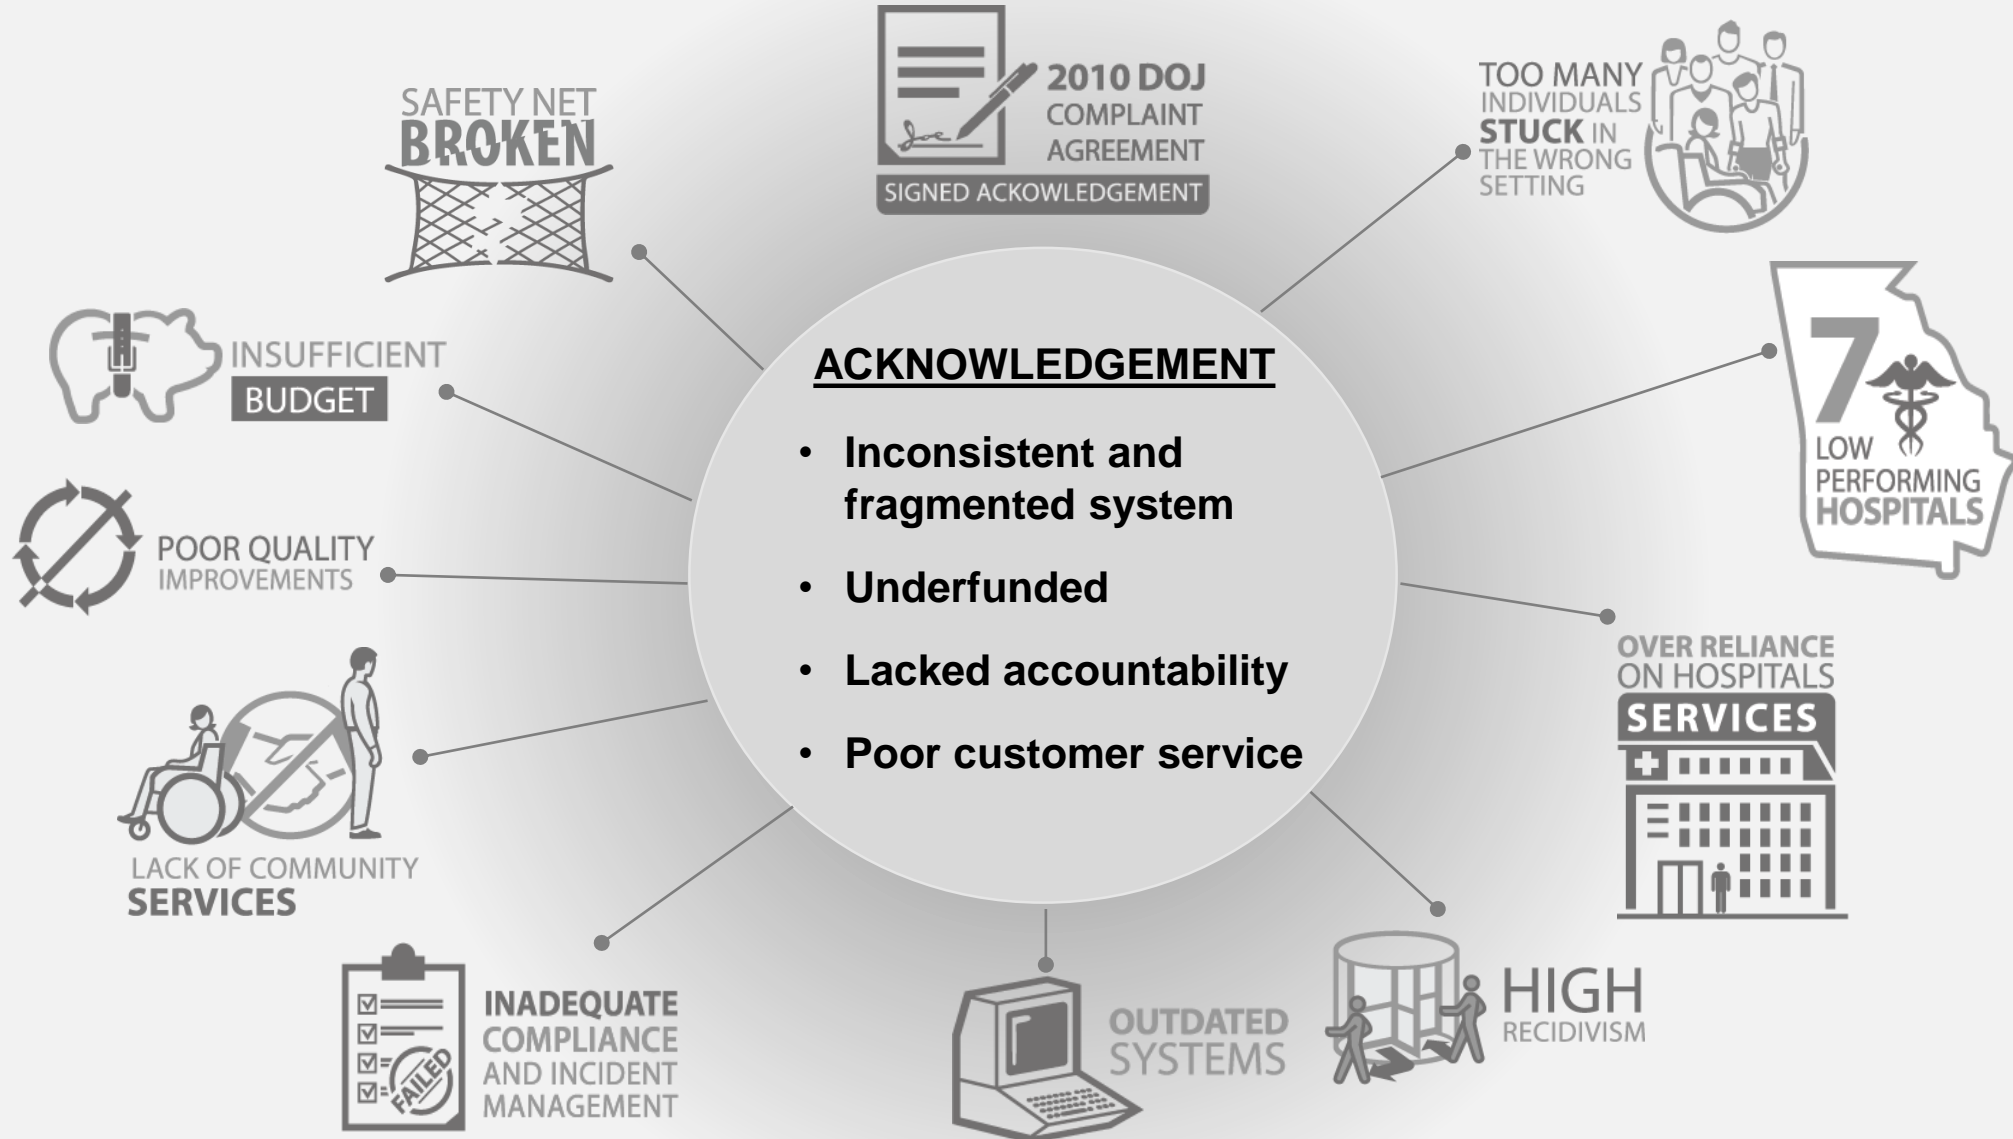 SAFETY NET
BROKEN
2010 DOJ
COMPLAINT
AGREEMENT
SIGNED ACKOWLEDGEMENT
Joe
TOO MANY
INDIVIDUALS
STUCK IN
THE WRONG
SETTING
INSUFFICIENT
BUDGET
7
LOW
PERFORMING
HOSPITALS
ACKNOWLEDGEMENT
• Inconsistent and
fragmented system
• Underfunded
• Lacked accountability
• Poor customer service
POOR QUALITY
IMPROVEMENTS
OVER RELIANCE
ON HOSPITALS
SERVICES
LACK OF COMMUNITY
SERVICES
INADEQUATE
COMPLIANCE
AND INCIDENT
MANAGEMENT
FAILED
OUTDATED
SYSTEMS
HIGH
RECIDIVISM